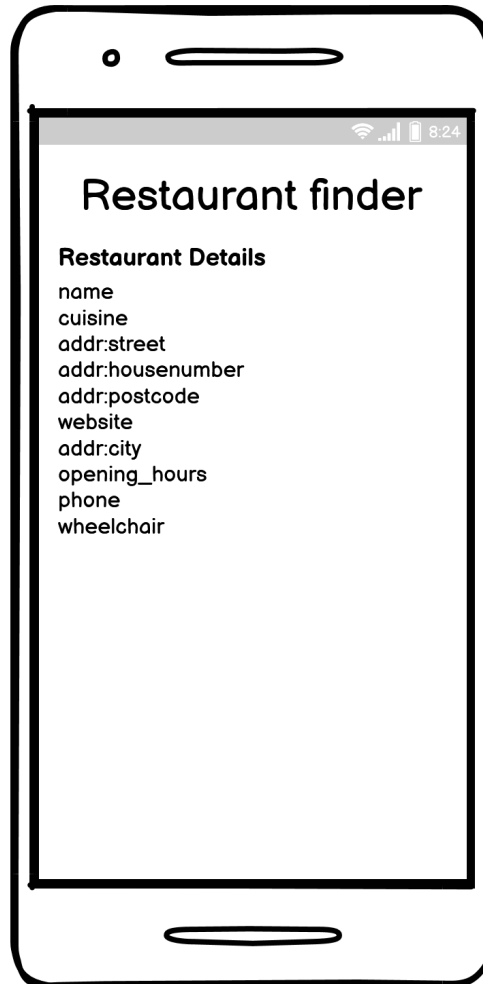 8:24
Restaurant finder
Restaurant Details
name
cuisine
addr:street
addr:housenumber
addr:postcode
website
addr:city
opening_hours
phone
wheelchair